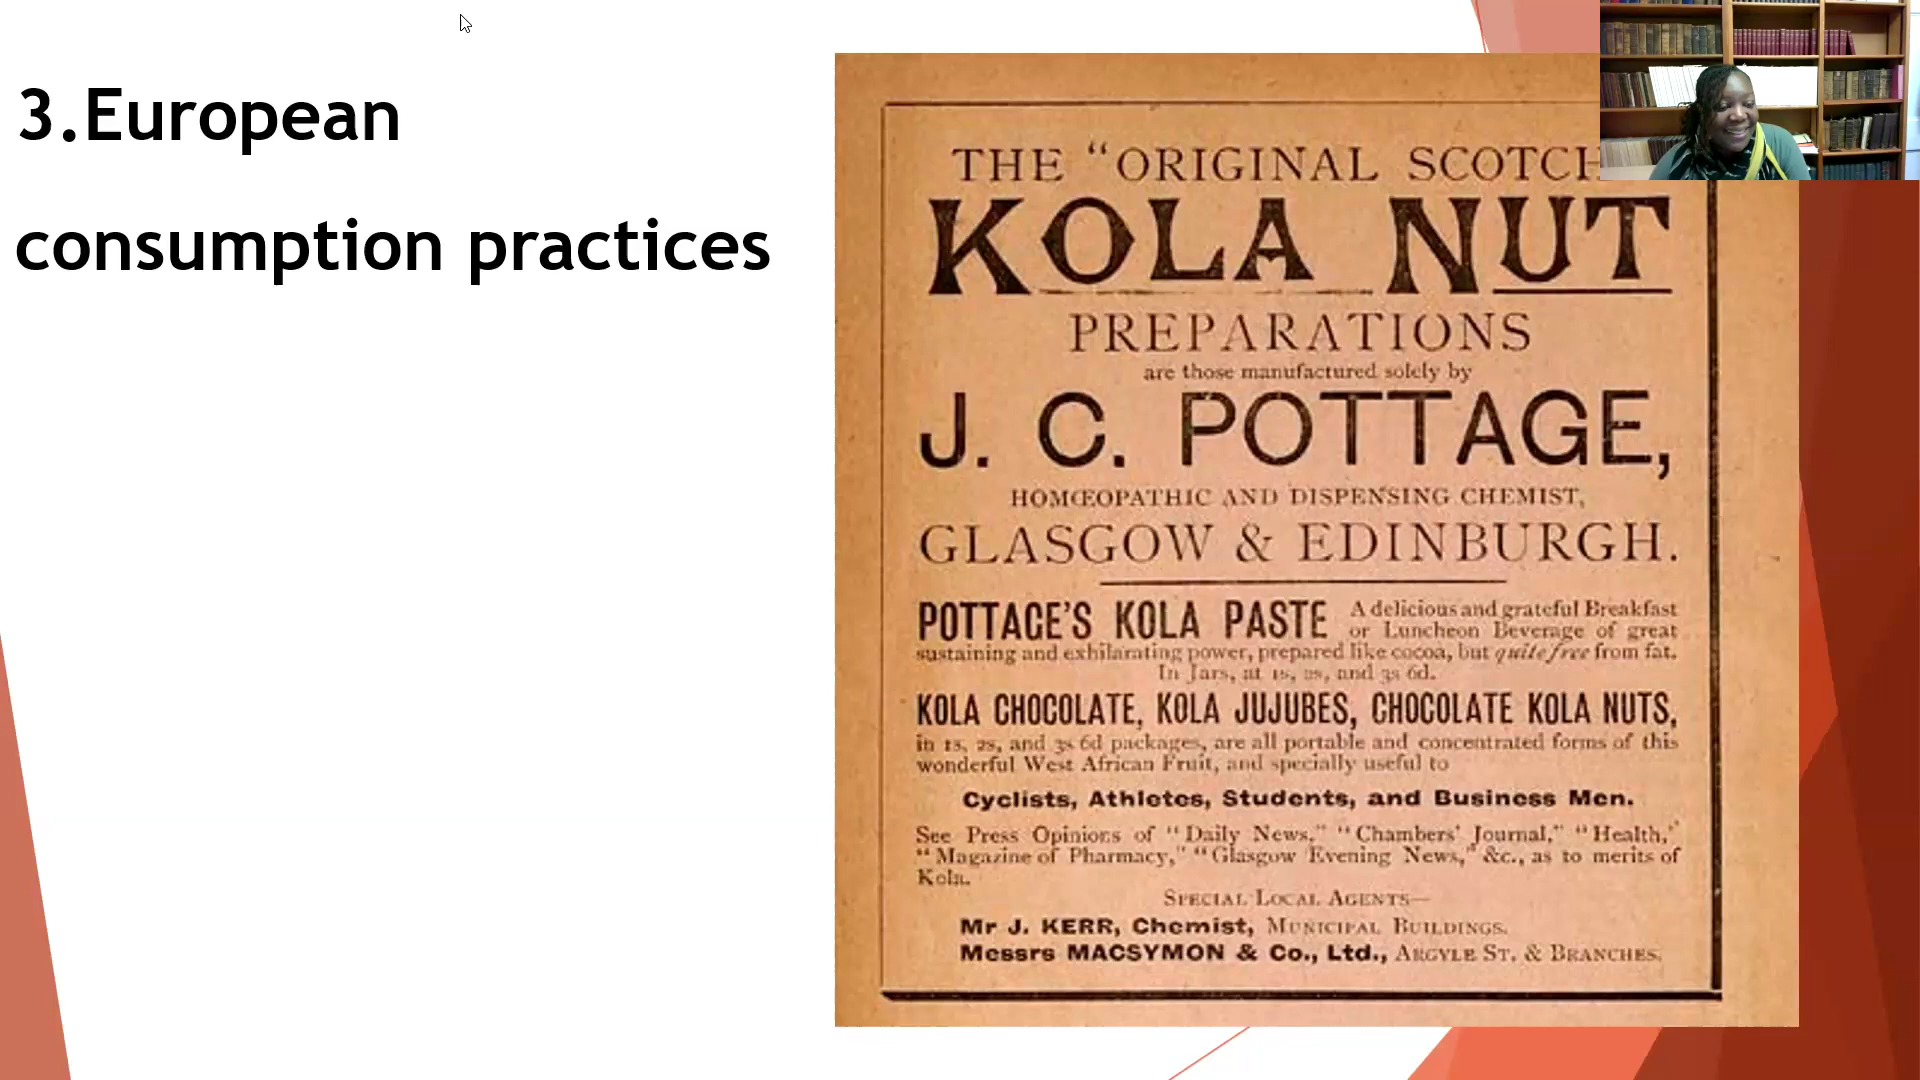 3.European
consumption practices
THE "ORIGINAL SCOTCH
KOLA NUT
PREPARATIONS
are those manufactured solely by
J. C. POTTAGE,
HOMŒOPATHIC AND DISPENSING CHEMIST,
GLASGOW & EDINBURGH.
POTTAGE'S KOLA PASTE A delicious and grateful Breakfast
or Luncheon Beverage of great
sustaining and exhilarating power, prepared like cocoa, but quite free from fat.
In Jars, at 1s, 2s, and 3s 6d.
KOLA CHOCOLATE, KOLA JUJUBES, CHOCOLATE KOLA NUTS,
in 1s, 2s, and 3s 6d packages, are all portable and concentrated forms of this
wonderful West African Fruit, and specially useful to
Cyclists, Athletes, Students, and Business Men.
See Press Opinions of "Daily News," "Chambers' Journal," "Health,"
"Magazine of Pharmacy," "Glasgow Evening News," &c., as to merits of
Kola.
SPECIAL LOCAL AGENTS—
Mr J. KERR, Chemist, MUNICIPAL BUILDINGS.
Messrs MACSYMON & Co., Ltd., ARGYLE ST. & BRANCHES.